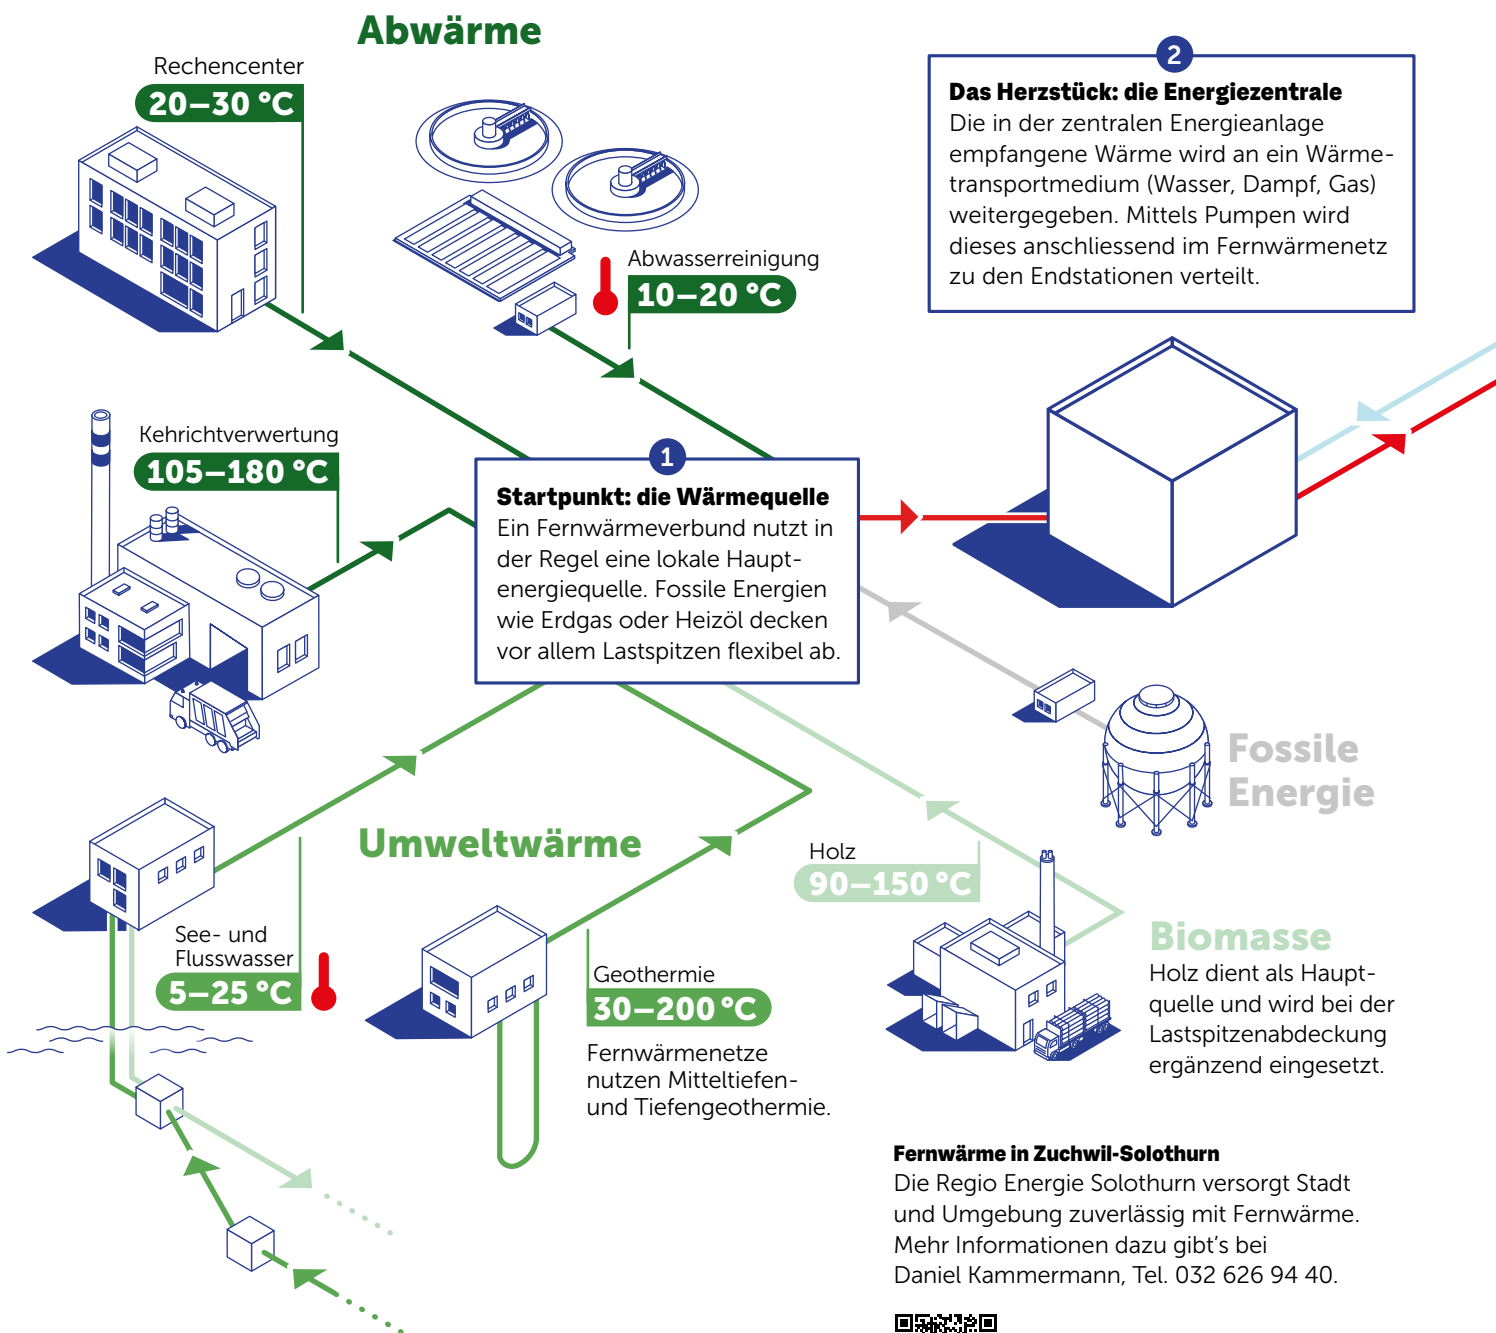 Abwärme
Rechencenter
20–30 °C
Abwasserreinigung
10–20 °C
Kehrichtverwertung
105–180 °C
1
Startpunkt: die Wärmequelle
Ein Fernwärmeverbund nutzt in
der Regel eine lokale Haupt-
energiequelle. Fossile Energien
wie Erdgas oder Heizöl decken
vor allem Lastspitzen flexibel ab.
2
Das Herzstück: die Energiezentrale
Die in der zentralen Energieanlage
empfangene Wärme wird an ein Wärme-
transportmedium (Wasser, Dampf, Gas)
weitergegeben. Mittels Pumpen wird
dieses anschliessend im Fernwärmenetz
zu den Endstationen verteilt.
Fossile
Energie
Umweltwärme
See- und
Flusswasser
5–25 °C
Geothermie
30–200 °C
Fernwärmenetze
nutzen Mitteltiefen-
und Tiefengeothermie.
Holz
90–150 °C
Biomasse
Holz dient als Haupt-
quelle und wird bei der
Lastspitzenabdeckung
ergänzend eingesetzt.
Fernwärme in Zuchwil-Solothurn
Die Regio Energie Solothurn versorgt Stadt
und Umgebung zuverlässig mit Fernwärme.
Mehr Informationen dazu gibt's bei
Daniel Kammermann, Tel. 032 626 94 40.